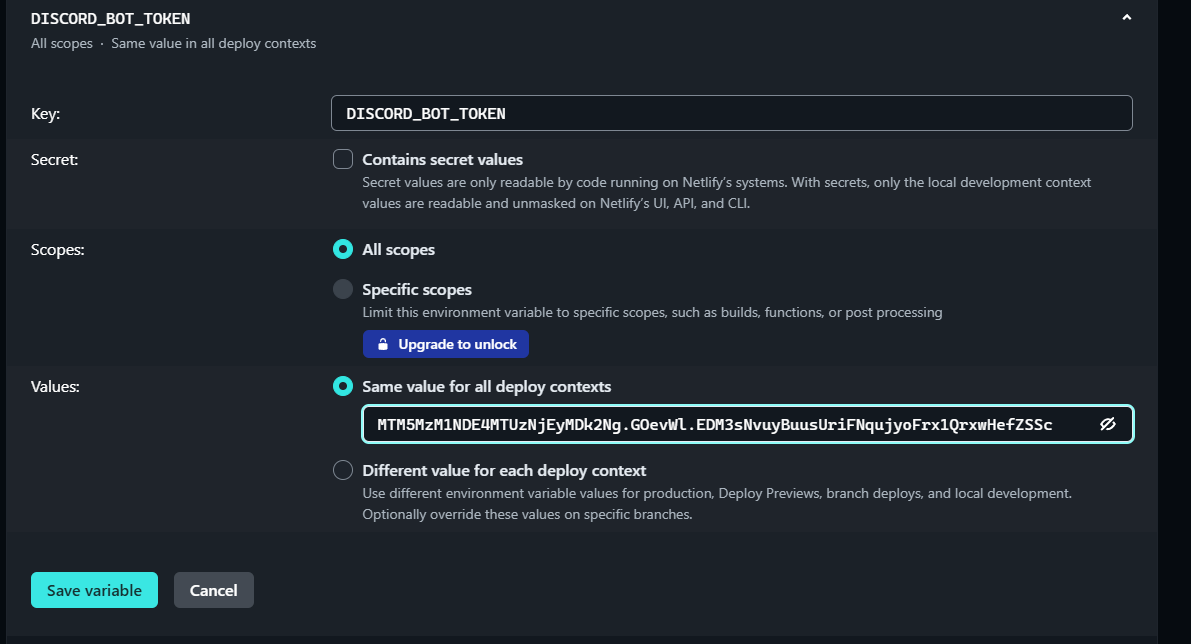 DISCORD_BOT_TOKEN
All scopes · Same value in all deploy contexts
Key:
DISCORD_BOT_TOKEN
Secret:
Contains secret values
Secret values are only readable by code running on Netlify's systems. With secrets, only the local development context
values are readable and unmasked on Netlify's UI, API, and CLI.
Scopes:
All scopes
Specific scopes
Limit this environment variable to specific scopes, such as builds, functions, or post processing
Upgrade to unlock
Values:
Same value for all deploy contexts
MTM5MzM1NDE4MTUzNjEyMDk2Ng.GOevWl.EDM3sNvuyBuusUriFNqujyoFrx1QrxwHefZSSc
Different value for each deploy context
Use different environment variable values for production, Deploy Previews, branch deploys, and local development.
Optionally override these values on specific branches.
Save variable
Cancel